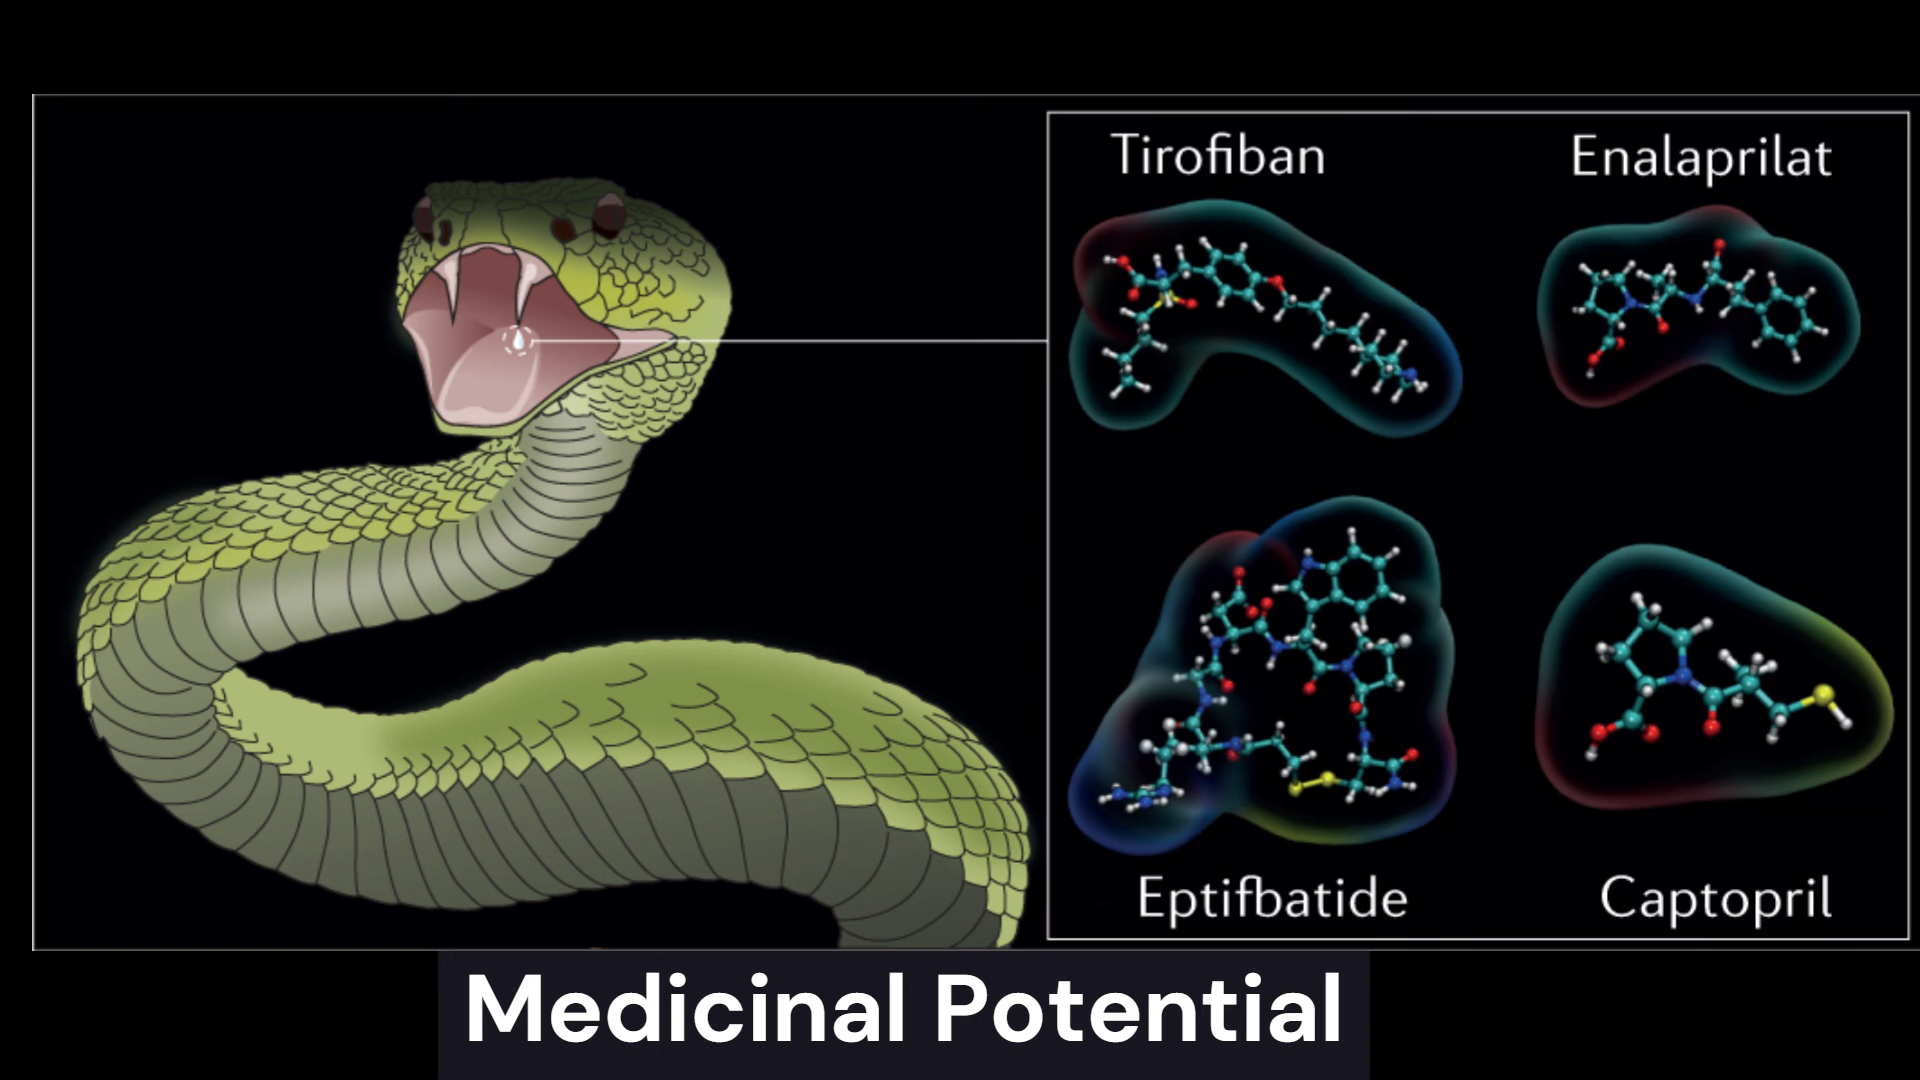 Tirofiban
Enalaprilat
Eptifbatide
Captopril
Medicinal Potential